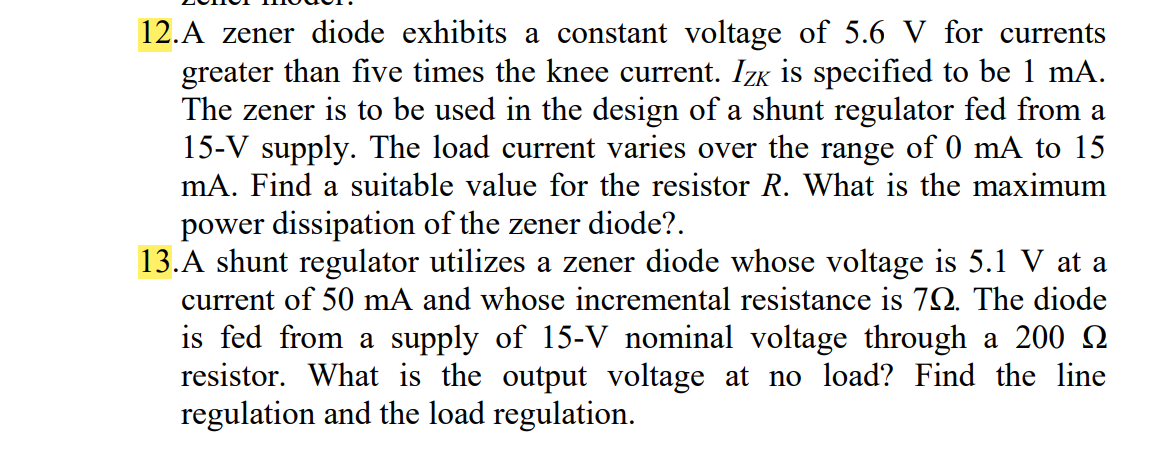 12.A zener diode exhibits a constant voltage of 5.6 V for currents
greater than five times the knee current. IZK is specified to be 1 mA.
The zener is to be used in the design of a shunt regulator fed from a
15-V supply. The load current varies over the range of 0 mA to 15
mA. Find a suitable value for the resistor R. What is the maximum
power dissipation of the zener diode?.
13.A shunt regulator utilizes a zener diode whose voltage is 5.1 V at a
current of 50 mA and whose incremental resistance is 7Ω. The diode
is fed from a supply of 15-V nominal voltage through a 200 Ω
resistor. What is the output voltage at no load? Find the line
regulation and the load regulation.